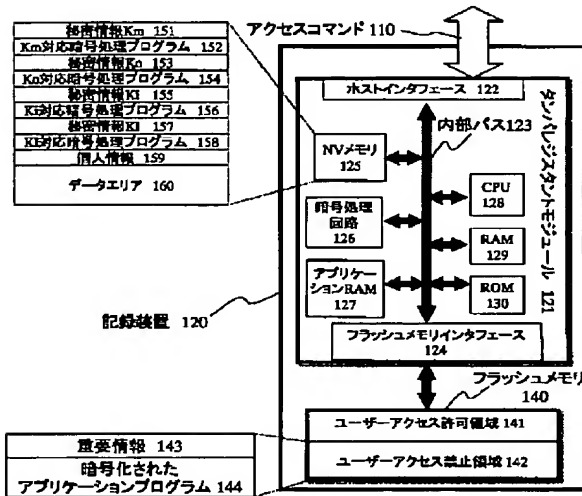 アクセスコマンド 110
秘密情報Km 151
Km対応暗号処理プログラム 152
秘密情報Kn 153
Kn対応暗号処理プログラム 154
秘密情報Ki 155
Ki対応暗号処理プログラム 156
秘密情報Kl 157
Kl対応暗号処理プログラム 158
個人情報 159
データエリア 160
ホストインタフェース 122
内部バス123
NVメモリ
125
暗号処理
回路
126
アプリケーシ
ョンRAM
127
CPU
128
RAM
129
ROM
130
タンパレジスタントモジュール 121
フラッシュメモリインタフェース
124
記録装置 120
フラッシュメモリ
140
ユーザーアクセス許可領域 141
ユーザーアクセス禁止領域 142
重要情報 143
暗号化された
アプリケーションプログラム 144